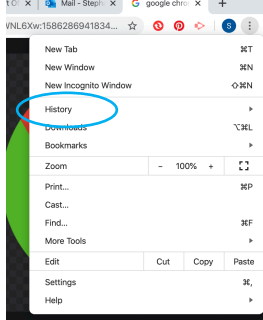 Mail - Steph
google chro
WNL6Xw:1586286941834...
S
New Tab ⌘T
New Window ⌘N
New Incognito Window ⇧⌘N
History
Downloads ⌥⌘L
Bookmarks
Zoom - 100% +
Print... ⌘P
Cast...
Find... ⌘F
More Tools
Edit Cut Copy Paste
Settings ⌘,
Help